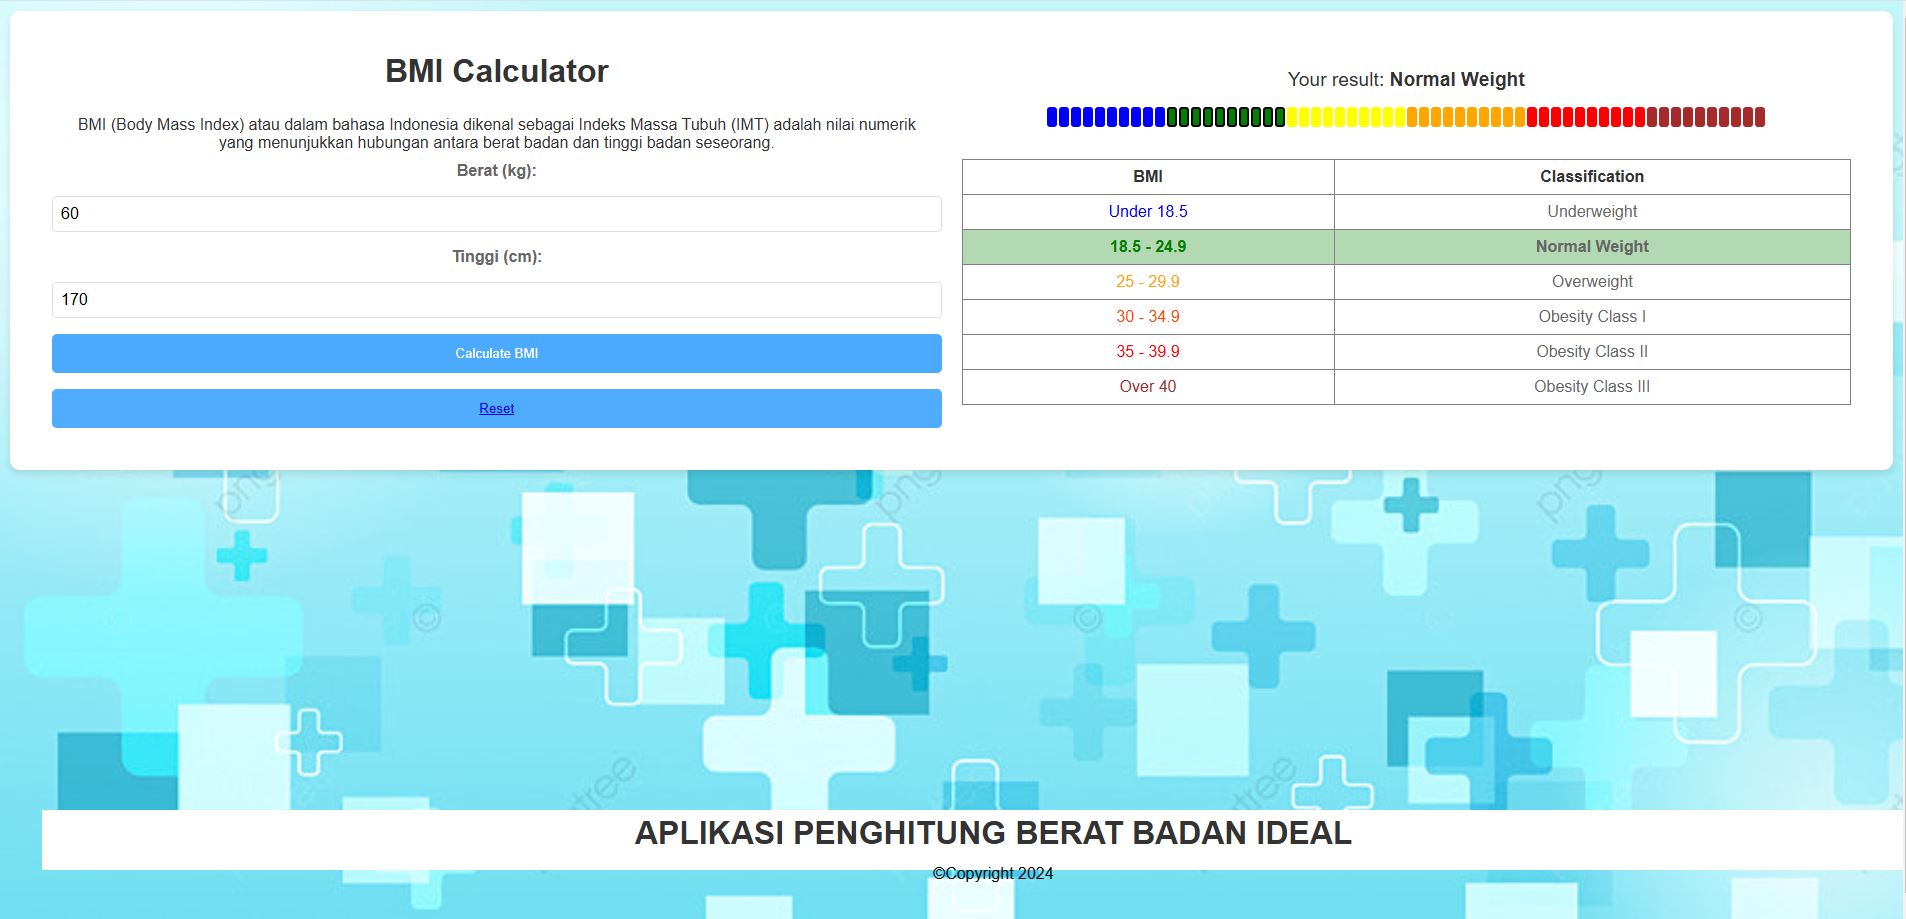 BMI Calculator
BMI (Body Mass Index) atau dalam bahasa Indonesia dikenal sebagai Indeks Massa Tubuh (IMT) adalah nilai numerik
yang menunjukkan hubungan antara berat badan dan tinggi badan seseorang.
Berat (kg):
60
Tinggi (cm):
170
Calculate BMI
Reset
Your result: Normal Weight
BMI Classification
Under 18.5 Underweight
18.5 - 24.9 Normal Weight
25 - 29.9 Overweight
30 - 34.9 Obesity Class I
35 - 39.9 Obesity Class II
Over 40 Obesity Class III
APLIKASI PENGHITUNG BERAT BADAN IDEAL
©Copyright 2024